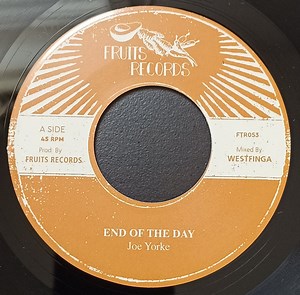 FRUITS
RECORDS
A SIDE
45 RPM
Prod. By
FRUITS RECORDS.
FTR053
Mixed By
WESTFINGA
END OF THE DAY
Joe Yorke